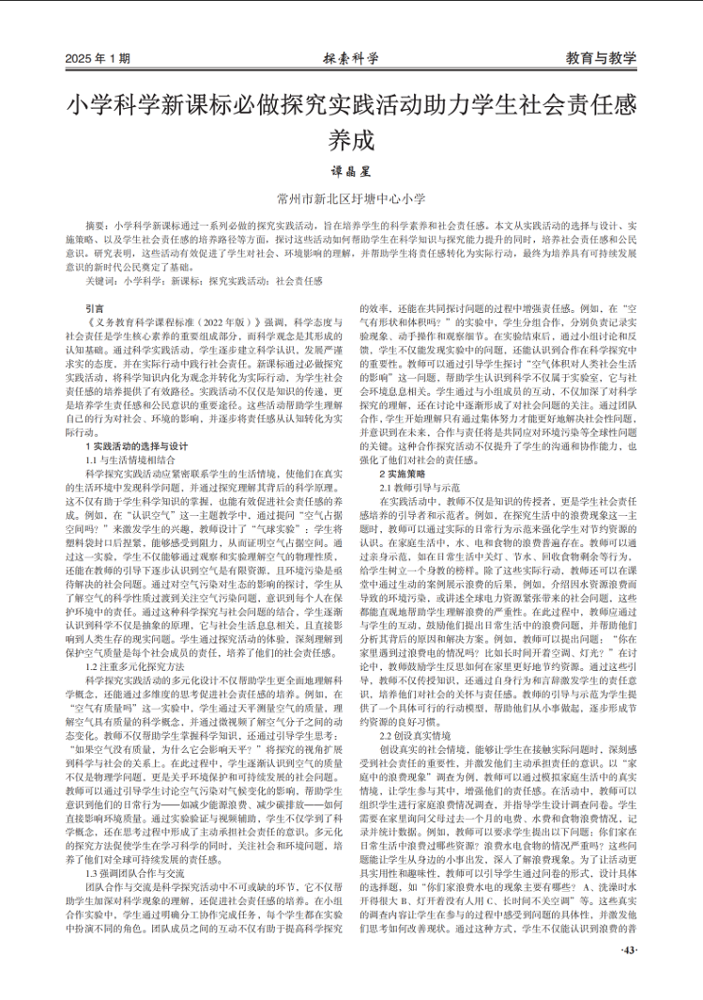 2025 年 1 期
探索科学
教育与教学
小学科学新课标必做探究实践活动助力学生社会责任感
养成
谭晶星
常州市新北区圩塘中心小学
摘要：小学科学新课标通过一系列必做的探究实践活动，旨在培养学生的科学素养和社会责任感。本文从实践活动的选择与设计、实
施策略、以及学生社会责任感的培养路径等方面，探讨这些活动如何帮助学生在科学知识与探究能力提升的同时，培养社会责任感和公民
意识。研究表明，这些活动有效促进了学生对社会、环境影响的理解，并帮助学生将责任感转化为实际行动，最终为培养具有可持续发展
意识的新时代公民奠定了基础。
关键词：小学科学；新课标；探究实践活动；社会责任感
引言
《义务教育科学课程标准（2022 年版）》强调，科学态度与
社会责任是学生核心素养的重要组成部分，而科学观念是其形成的
认知基础。通过科学实践活动，学生逐步建立科学认识，发展严谨
求实的态度，并在实际行动中践行社会责任。新课标通过必做探究
实践活动，将科学知识内化为观念并转化为实际行动，为学生社会
责任感的培养提供了有效路径。实践活动不仅仅是知识的传递，更
是培养学生责任感和公民意识的重要途径。这些活动帮助学生理解
自己的行为对社会、环境的影响，并逐步将责任感从认知转化为实
际行动。
1 实践活动的选择与设计
1.1 与生活情境相结合
科学探究实践活动应紧密联系学生的生活情境，使他们在真实
的生活环境中发现科学问题，并通过探究理解其背后的科学原理。
这不仅有助于学生科学知识的掌握，也能有效促进社会责任感的养
成。例如，在“认识空气”这一主题教学中，通过提问“空气占据
空间吗？”来激发学生的兴趣，教师设计了“气球实验”：学生将
塑料袋封口后捏紧，能够感受到阻力，从而证明空气占据空间。通
过这一实验，学生不仅能够通过观察和实验理解空气的物理性质，
还能在教师的引导下逐步认识到空气是有限资源，且环境污染是亟
待解决的社会问题。通过对空气污染对生态的影响的探讨，学生从
了解空气的科学性质过渡到关注空气污染问题，意识到每个人在保
护环境中的责任。通过这种科学探究与社会问题的结合，学生逐渐
认识到科学不仅是抽象的原理，它与社会生活息息相关，且直接影
响到人类生存的现实问题。学生通过探究活动的体验，深刻理解到
保护空气质量是每个社会成员的责任，培养了他们的社会责任感。
1.2 注重多元化探究方法
科学探究实践活动的多元化设计不仅帮助学生更全面地理解科
学概念，还能通过多维度的思考促进社会责任感的培养。例如，在
“空气有质量吗”这一实验中，学生通过天平测量空气的质量，理
解空气具有质量的科学概念，并通过微视频了解空气分子之间的动
态变化。教师不仅帮助学生掌握科学知识，还通过引导学生思考：
“如果空气没有质量，为什么它会影响天平？”将探究的视角扩展
到科学与社会的关系上。在此过程中，学生逐渐认识到空气的质量
不仅是物理学问题，更是关乎环境保护和可持续发展的社会问题。
教师可以通过引导学生讨论空气污染对气候变化的影响，帮助学生
意识到他们的日常行为——如减少能源浪费、减少碳排放——如何
直接影响环境质量。通过实验验证与视频辅助，学生不仅学到了科
学概念，还在思考过程中形成了主动承担社会责任的意识。多元化
的探究方法促使学生在学习科学的同时，关注社会和环境问题，培
养了他们对全球可持续发展的责任感。
1.3 强调团队合作与交流
团队合作与交流是科学探究活动中不可或缺的环节，它不仅帮
助学生加深对科学现象的理解，还促进社会责任感的培养。在小组
合作实验中，学生通过明确分工协作完成任务，每个学生都在实验
中扮演不同的角色。团队成员之间的互动不仅有助于提高科学探究
的效率，还能在共同探讨问题的过程中增强责任感。例如，在“空
气有形状和体积吗？”的实验中，学生分组合作，分别负责记录实
验现象、动手操作和观察细节。在实验结束后，通过小组讨论和反
馈，学生不仅能发现实验中的问题，还能认识到合作在科学探究中
的重要性。教师可以通过引导学生探讨“空气体积对人类社会生活
的影响”这一问题，帮助学生认识到科学不仅属于实验室，它与社
会环境息息相关。学生通过与小组成员的互动，不仅加深了对科学
探究的理解，还在讨论中逐渐形成了对社会问题的关注。通过团队
合作，学生开始理解只有通过集体努力才能更好地解决社会性问题，
并意识到在未来，合作与责任将是共同应对环境污染等全球性问题
的关键。这种合作探究活动不仅提升了学生的沟通和协作能力，也
强化了他们对社会的责任感。
2 实施策略
2.1 教师引导与示范
在实践活动中，教师不仅是知识的传授者，更是学生社会责任
感培养的引导者和示范者。例如，在探究生活中的浪费现象这一主
题时，教师可以通过实际的日常行为示范来强化学生对节约资源的
认识。在家庭生活中，水、电和食物的浪费普遍存在。教师可以通
过亲身示范，如在日常生活中关灯、节水、回收食物剩余等行为，
给学生树立一个身教的榜样。除了这些实际行动，教师还可以在课
堂中通过生动的案例展示浪费的后果，例如，介绍因水资源浪费而
导致的环境污染，或讲述全球电力资源紧张带来的社会问题，这些
都能直观地帮助学生理解浪费的严重性。在此过程中，教师应通过
与学生的互动，鼓励他们提出日常生活中的浪费问题，并帮助他们
分析其背后的原因和解决方案。例如，教师可以提出问题：“你在
家里遇到过浪费电的情况吗？比如长时间开着空调、灯光？”在讨
论中，教师鼓励学生反思如何在家里更好地节约资源。通过这些引
导，教师不仅传授知识，还通过自身行为和言辞激发学生的责任意
识，培养他们对社会的关怀与责任感。教师的引导与示范为学生提
供了一个具体可行的行动模型，帮助他们从小事做起，逐步形成节
约资源的良好习惯。
2.2 创设真实情境
创设真实的社会情境，能够让学生在接触实际问题时，深刻感
受到社会责任的重要性，并激发他们主动承担责任的意识。以“家
庭中的浪费现象”调查为例，教师可以通过模拟家庭生活中的真实
情境，让学生参与其中，增强他们的责任感。在活动中，教师可以
组织学生进行家庭浪费情况调查，并指导学生设计调查问卷。学生
需要在家里询问父母过去一个月的电费、水费和食物浪费情况，记
录并统计数据。例如，教师可以要求学生提出以下问题：你们家在
日常生活中浪费过哪些资源？浪费水电食物的情况严重吗？这些问
题能让学生从身边的小事出发，深入了解浪费现象。为了让活动更
具实用性和趣味性，教师可以引导学生通过问卷的形式，设计具体
的选择题，如“你们家浪费水电的现象主要有哪些？ A、洗澡时水
开得很大 B、灯开着没有人用 C、长时间不关空调”等。这些真实
的调查内容让学生在参与的过程中感受到问题的具体性，并激发他
们思考如何改善现状。通过这种方式，学生不仅能认识到浪费的普
·43·